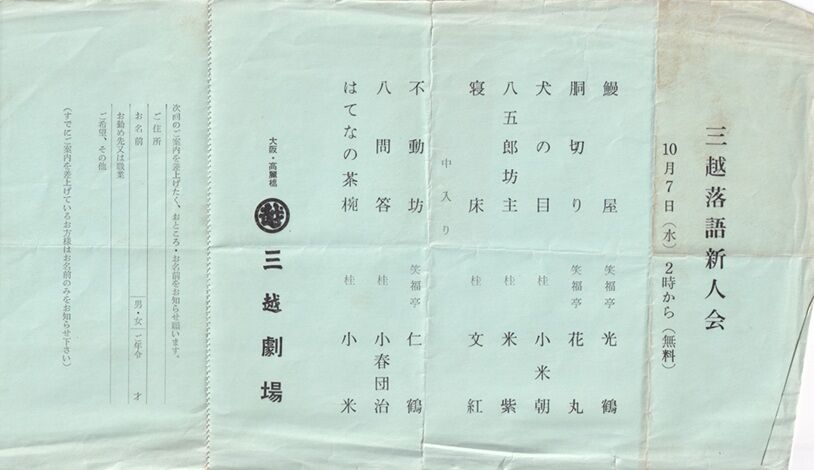 三越落語新人会
10月7日（水）2時から（無料）
鰻屋 笑福亭 光鶴
胴切り 笑福亭 花丸
犬の目 桂 小米朝
八五郎坊主 桂 米紫
寝床 桂 文紅
中入り
不動坊 笑福亭 仁鶴
八問答 桂 小春団治
はてなの茶椀 桂 小米
大阪・高麗橋
越 三越劇場
次回のご案内を差上げたく、おところ・お名前をお知らせ願います。
ご住所
お名前 男・女 ご年令 才
お勤め先又は職業
ご希望、その他
（すでにご案内を差上げているお方様はお名前のみをお知らせ下さい）